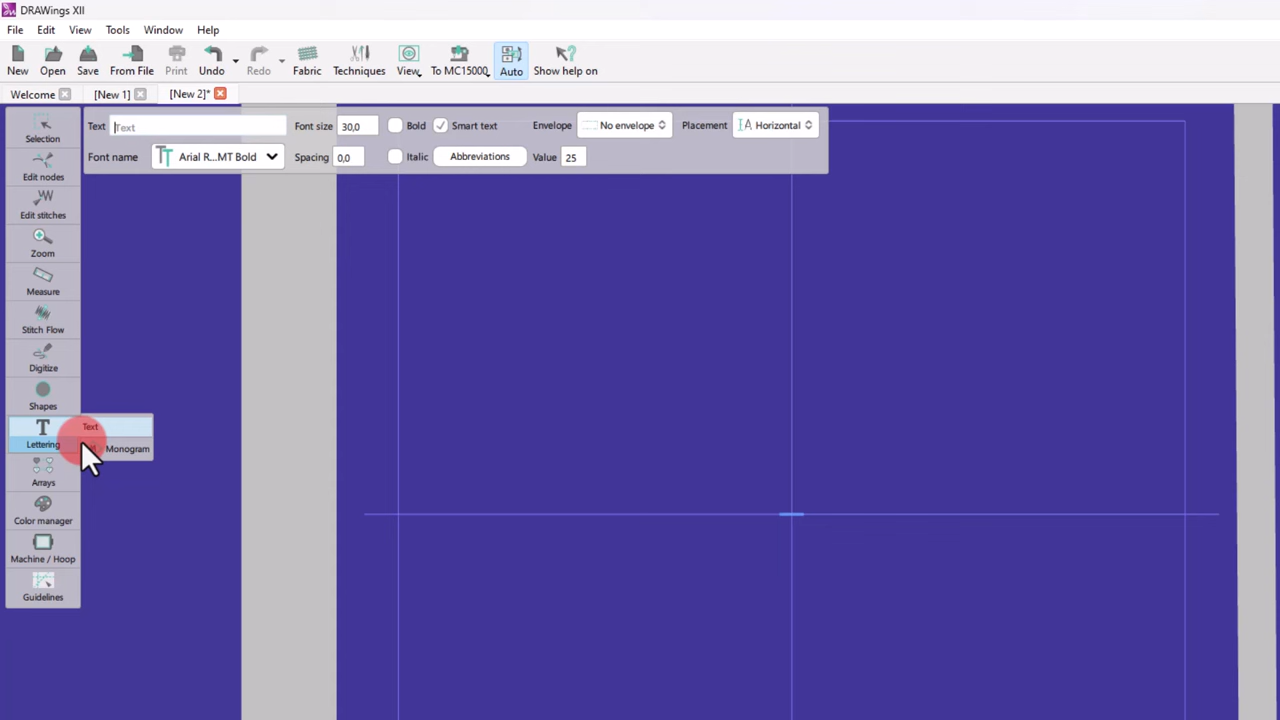 DRAWings XII
File Edit View Tools Window Help
New Open Save From File Print Undo Redo Fabric Techniques View To MC15000 Auto Show help on
Welcome [New 1] [New 2]*
Text Text Font size 30,0 Bold Smart text Envelope No envelope Placement Horizontal
Font name Arial R...MT Bold Spacing 0,0 Italic Abbreviations Value 25
Selection
Edit nodes
Edit stitches
Zoom
Measure
Stitch Flow
Digitize
Shapes
Text
Lettering Monogram
Arrays
Color manager
Machine / Hoop
Guidelines